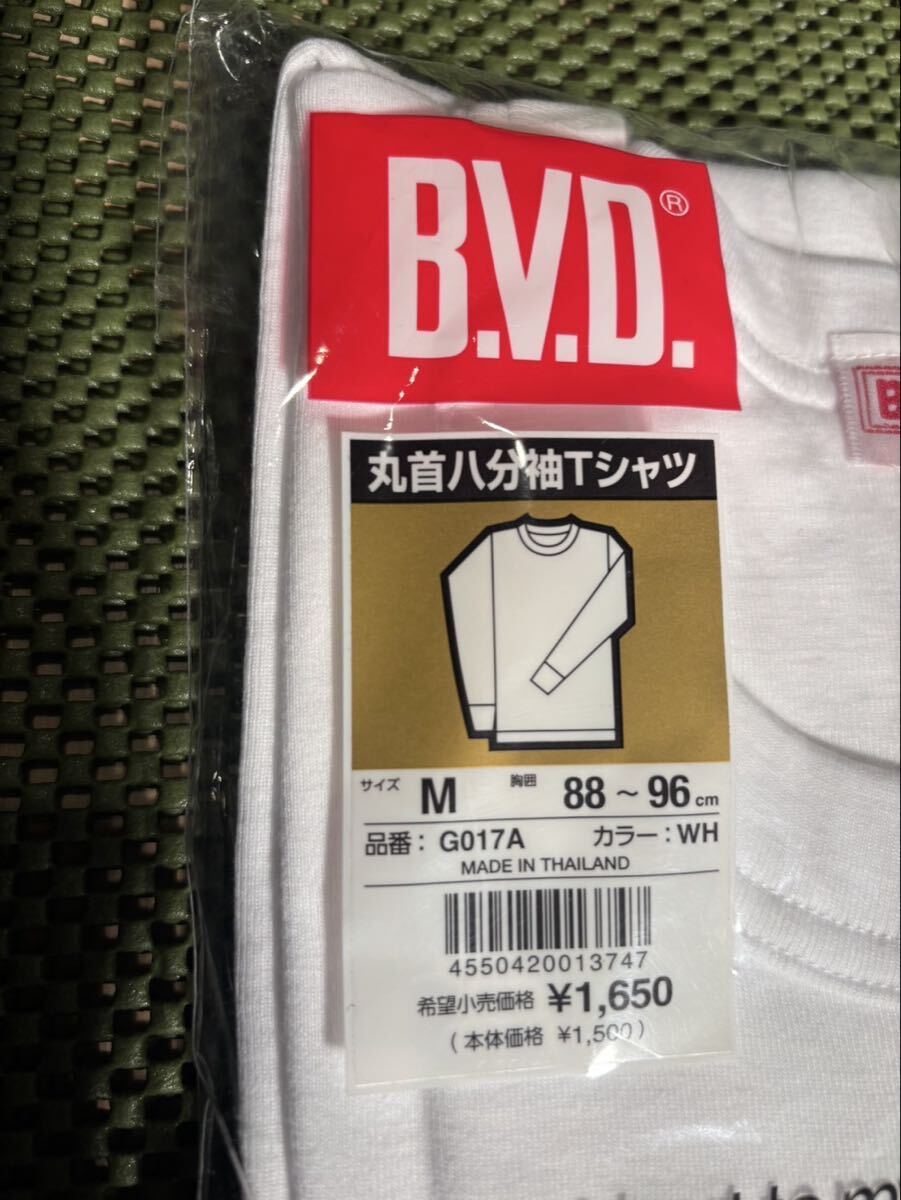 B.V.D.®
B
丸首八分袖Tシャツ
サイズ M 胸囲 88～96cm
品番：G017A カラー：WH
MADE IN THAILAND
4550420013747
希望小売価格 ¥1,650
（本体価格 ¥1,500）
to m